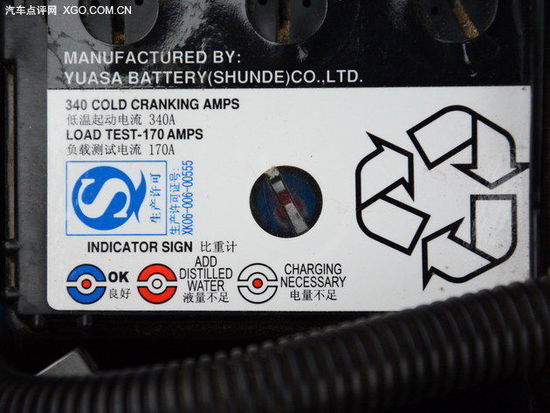 汽车点评网 XGO.COM.CN
MANUFACTURED BY:
YUASA BATTERY(SHUNDE)CO.,LTD.
340 COLD CRANKING AMPS
低温起动电流 340A
LOAD TEST-170 AMPS
负载测试电流 170A
生产许可
生产许可证号:
XK06-006-00555
INDICATOR SIGN 比重计
OK
良好
ADD
DISTILLED
WATER
液量不足
CHARGING
NECESSARY
电量不足